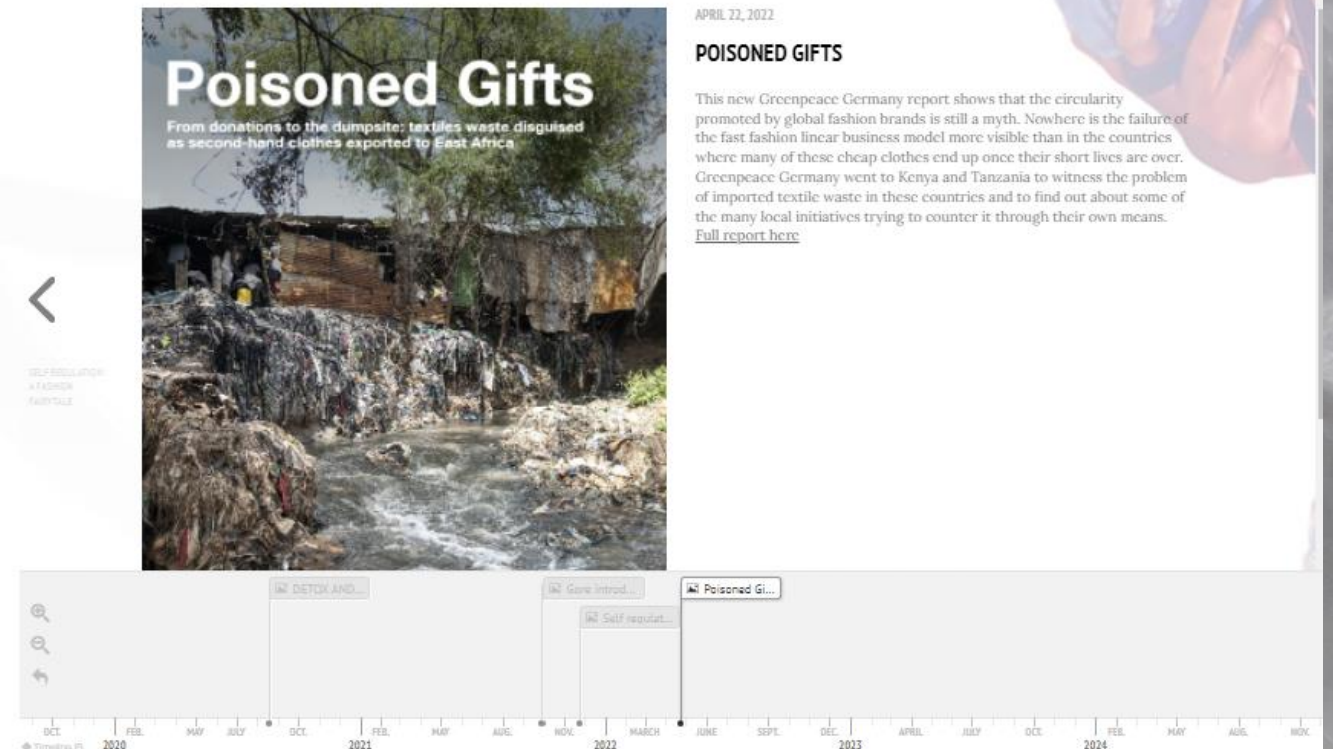 Poisoned Gifts
From donations to the dumpsite: textiles waste disguised
as second-hand clothes exported to East Africa
APRIL 22, 2022
POISONED GIFTS
This new Greenpeace Germany report shows that the circularity
promoted by global fashion brands is still a myth. Nowhere is the failure of
the fast fashion linear business model more visible than in the countries
where many of these cheap clothes end up once their short lives are over.
Greenpeace Germany went to Kenya and Tanzania to witness the problem
of imported textile waste in these countries and to find out about some of
the many local initiatives trying to counter it through their own means.
Full report here
SELF REGULATION:
A FASHION
FAIRYTALE
DETOX AND...
Gore introd...
Poisoned Gi...
Self regulat...
OCT. FEB. MAY JULY OCT. FEB. MAY AUG. NOV. MARCH JUNE SEPT. DEC. APRIL JULY OCT. FEB. MAY AUG. NOV.
2020 2021 2022 2023 2024
Timeline JS